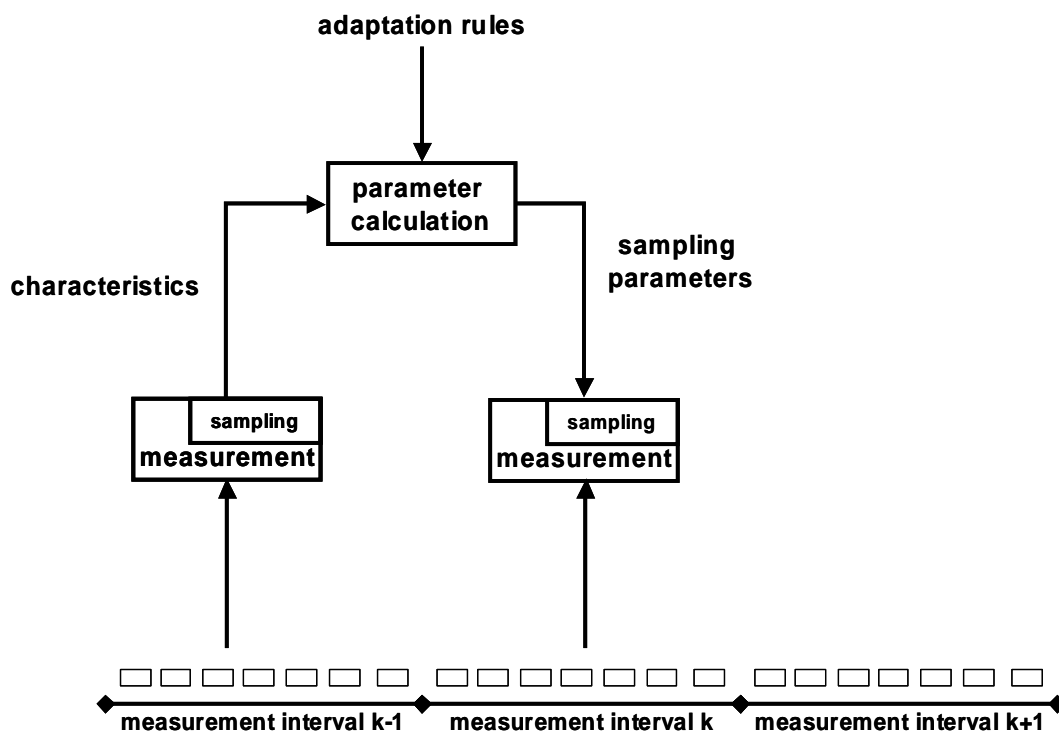 adaptation rules
parameter
calculation
sampling
parameters
characteristics
sampling
measurement
sampling
measurement
measurement interval k-1
measurement interval k
measurement interval k+1